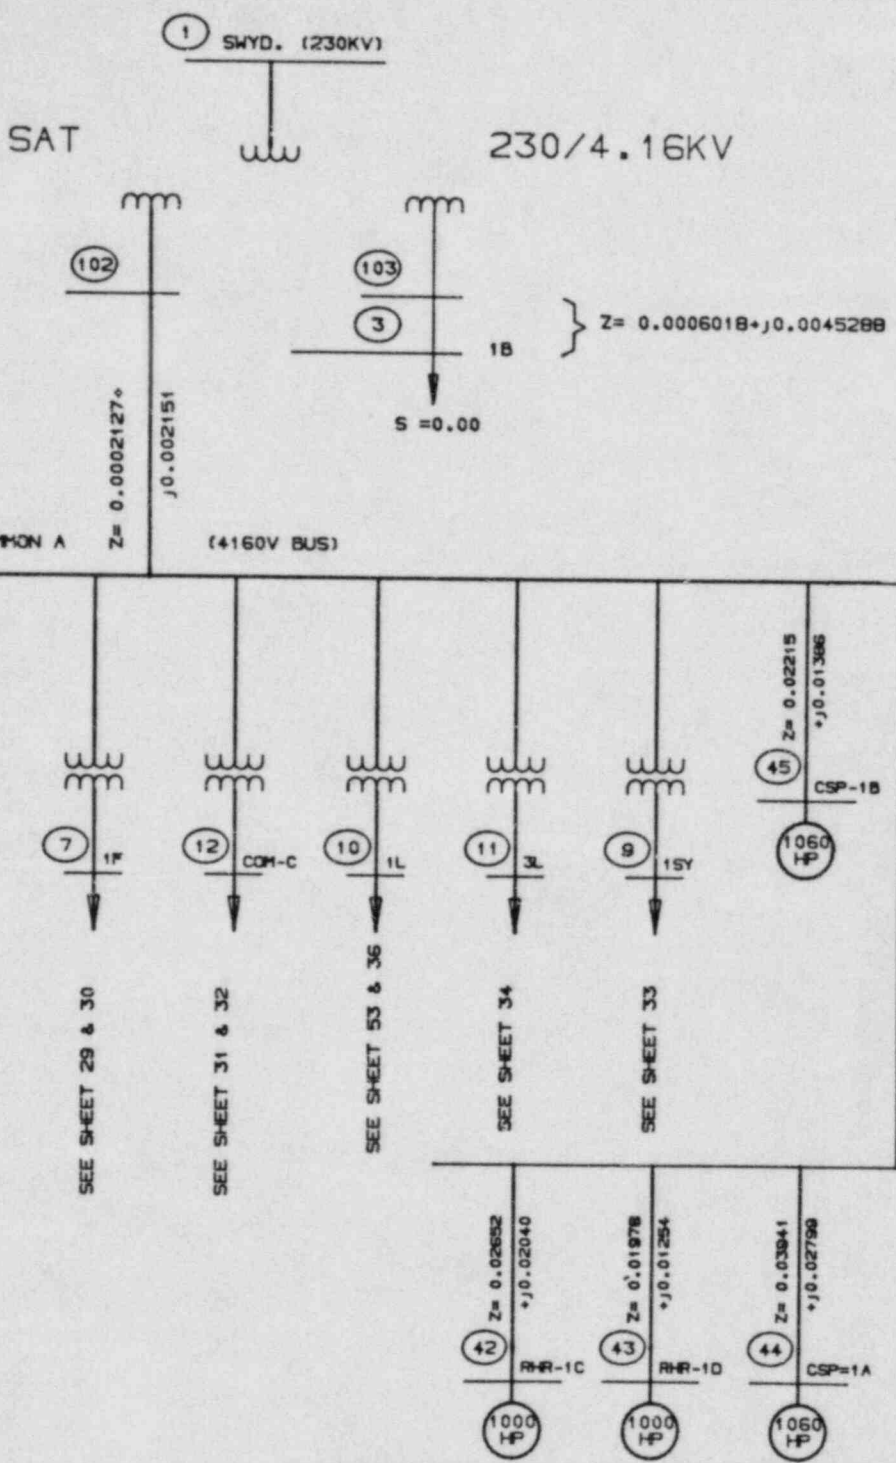 1 SWYD. (230KV)
SAT
230/4.16KV
102
103
3
1B
Z= 0.0006018+j0.0045288
S =0.00
Z= 0.0002127+
j0.002151
MMON A
(4160V BUS)
Z= 0.02215
+j0.01386
45
CSP-1B
1060
HP
7
1F
12
COM-C
10
1L
11
3L
9
1SY
SEE SHEET 29 & 30
SEE SHEET 31 & 32
SEE SHEET 53 & 36
SEE SHEET 34
SEE SHEET 33
Z= 0.02652
+j0.02040
Z= 0.01978
+j0.01254
Z= 0.03941
+j0.02799
42
RHR-1C
43
RHR-1D
44
CSP=1A
1000
HP
1000
HP
1060
HP